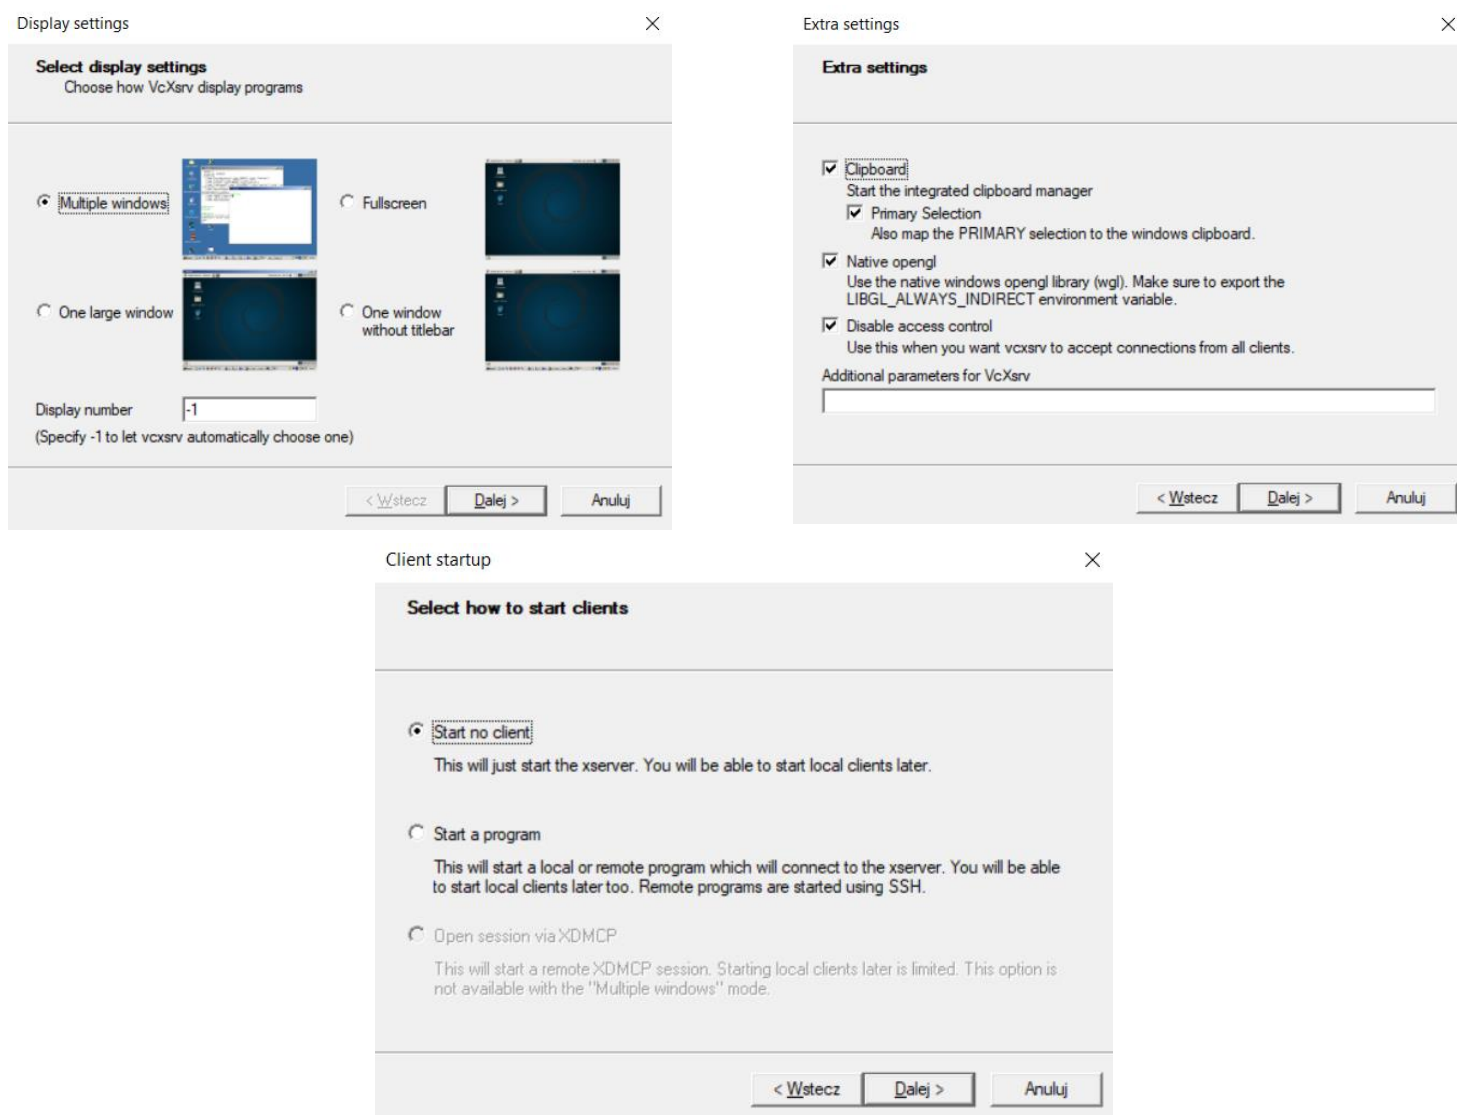 Display settings
Select display settings
Choose how VcXsrv display programs
Multiple windows
Fullscreen
One large window
One window
without titlebar
Display number
-1
(Specify -1 to let vcxsrv automatically choose one)
< Wstecz
Dalej >
Anuluj
Extra settings
Extra settings
Clipboard
Start the integrated clipboard manager
Primary Selection
Also map the PRIMARY selection to the windows clipboard.
Native opengl
Use the native windows opengl library (wgl). Make sure to export the
LIBGL_ALWAYS_INDIRECT environment variable.
Disable access control
Use this when you want vcxsrv to accept connections from all clients.
Additional parameters for VcXsrv
< Wstecz
Dalej >
Anuluj
Client startup
Select how to start clients
Start no client
This will just start the xserver. You will be able to start local clients later.
Start a program
This will start a local or remote program which will connect to the xserver. You will be able
to start local clients later too. Remote programs are started using SSH.
Open session via XDMCP
This will start a remote XDMCP session. Starting local clients later is limited. This option is
not available with the "Multiple windows" mode.
< Wstecz
Dalej >
Anuluj